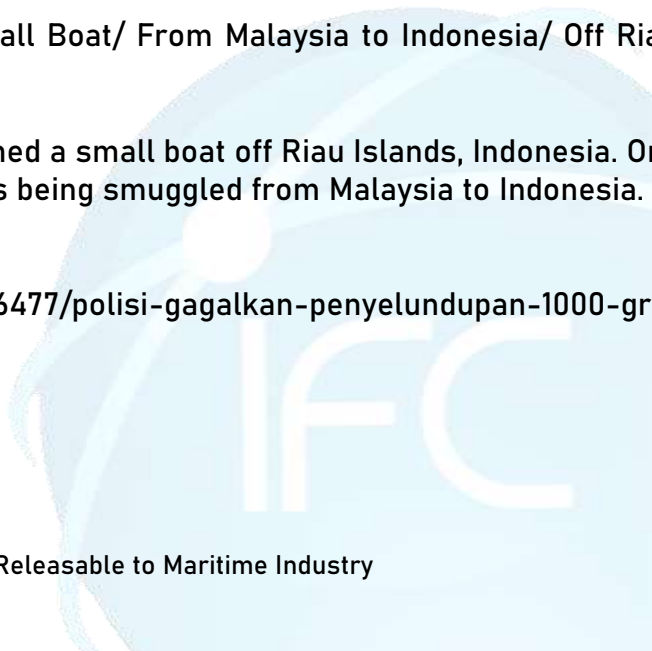 all Boat/ From Malaysia to Indonesia/ Off Ria
ned a small boat off Riau Islands, Indonesia. Or
s being smuggled from Malaysia to Indonesia.
6477/polisi-gagalkan-penyelundupan-1000-gr
IFC
Releasable to Maritime Industry